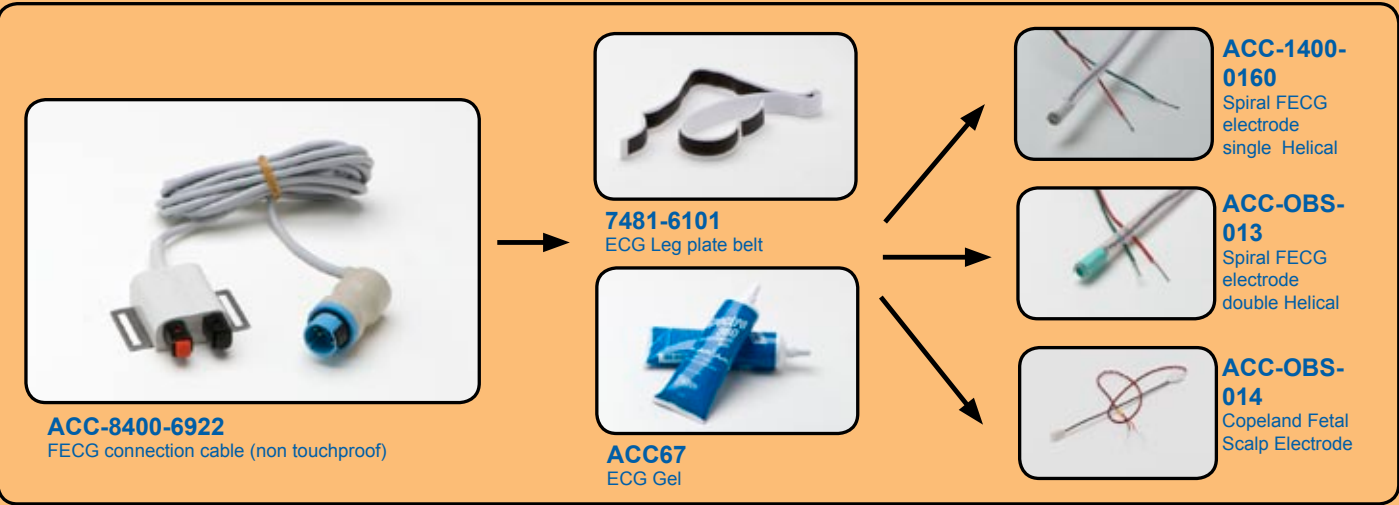 ACC-8400-6922
FECG connection cable (non touchproof)
7481-6101
ECG Leg plate belt
ACC67
ECG Gel
ACC-1400-
0160
Spiral FECG
electrode
single Helical
ACC-OBS-
013
Spiral FECG
electrode
double Helical
ACC-OBS-
014
Copeland Fetal
Scalp Electrode